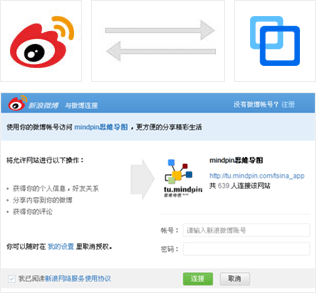 新浪微博 与微博连接 没有微博帐号？ 注册
使用你的微博帐号访问 mindpin思维导图 ，更方便的分享精彩生活
将允许网站进行以下操作：
获得你的个人信息，好友关系
分享内容到你的微博
获得你的评论
你可以随时在 我的设置 里取消授权。
tu.mindpin
mindpin思维导图
http://tu.mindpin.com/tsina_app
共 639 人连接该网站
帐号： 请输入新浪微博帐号
密码：
我已阅读新浪网络服务使用协议
连接 取消